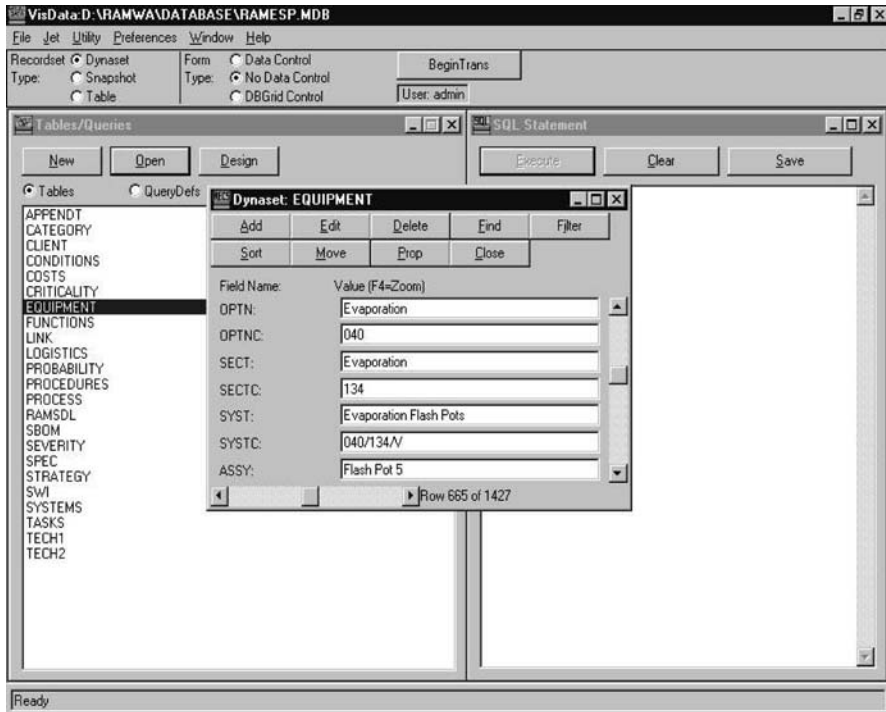 VisData:D:\RAMWA\DATABASE\RAMESP.MDB
File Jet Utility Preferences Window Help
Recordset Type: Dynaset
Snapshot
Table
Form Type: Data Control
No Data Control
DBGrid Control
BeginTrans
User: admin
Tables/Queries
New Open Design
Tables QueryDefs
APPENDT
CATEGORY
CLIENT
CONDITIONS
COSTS
CRITICALITY
EQUIPMENT
FUNCTIONS
LINK
LOGISTICS
PROBABILITY
PROCEDURES
PROCESS
RAMSDL
SBOM
SEVERITY
SPEC
STRATEGY
SWI
SYSTEMS
TASKS
TECH1
TECH2
SQL Statement
Execute Clear Save
Dynaset: EQUIPMENT
Add Edit Delete Find Filter
Sort Move Prop Close
Field Name: Value (F4=Zoom)
OPTN: Evaporation
OPTNC: 040
SECT: Evaporation
SECTC: 134
SYST: Evaporation Flash Pots
SYSTC: 040/134/V
ASSY: Flash Pot 5
Row 665 of 1427
Ready